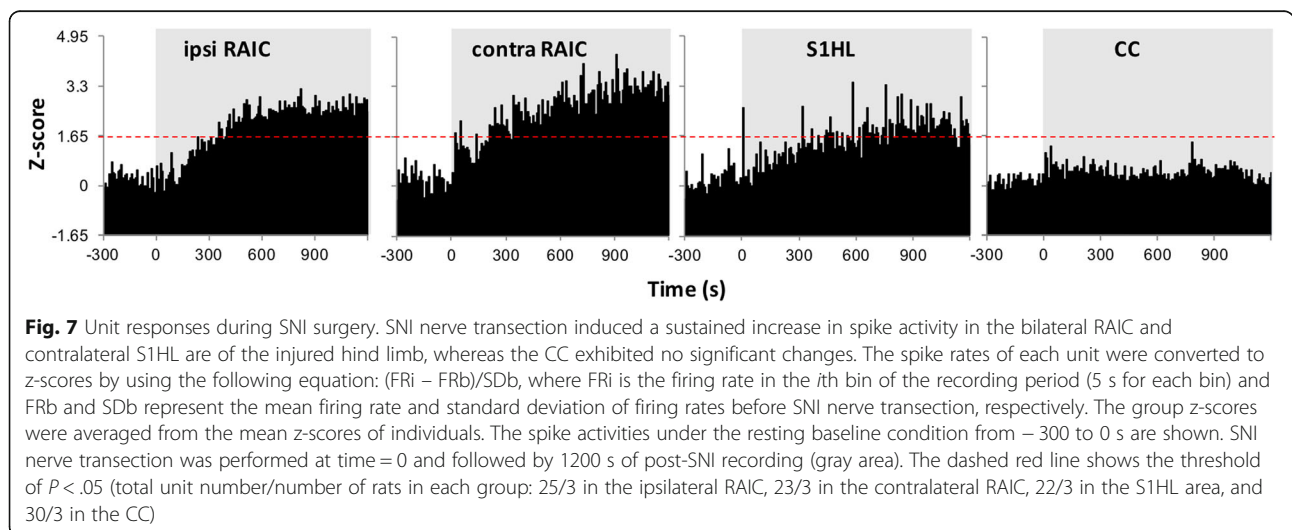 ipsi RAIC
contra RAIC
S1HL
CC
4.95
3.3
1.65
0
-1.65
Z-score
-300 0 300 600 900
-300 0 300 600 900
-300 0 300 600 900
-300 0 300 600 900
Time (s)
Fig. 7 Unit responses during SNI surgery. SNI nerve transection induced a sustained increase in spike activity in the bilateral RAIC and
contralateral S1HL are of the injured hind limb, whereas the CC exhibited no significant changes. The spike rates of each unit were converted to
z-scores by using the following equation: (FRi – FRb)/SDb, where FRi is the firing rate in the ith bin of the recording period (5 s for each bin) and
FRb and SDb represent the mean firing rate and standard deviation of firing rates before SNI nerve transection, respectively. The group z-scores
were averaged from the mean z-scores of individuals. The spike activities under the resting baseline condition from − 300 to 0 s are shown. SNI
nerve transection was performed at time = 0 and followed by 1200 s of post-SNI recording (gray area). The dashed red line shows the threshold
of P < .05 (total unit number/number of rats in each group: 25/3 in the ipsilateral RAIC, 23/3 in the contralateral RAIC, 22/3 in the S1HL area, and
30/3 in the CC)